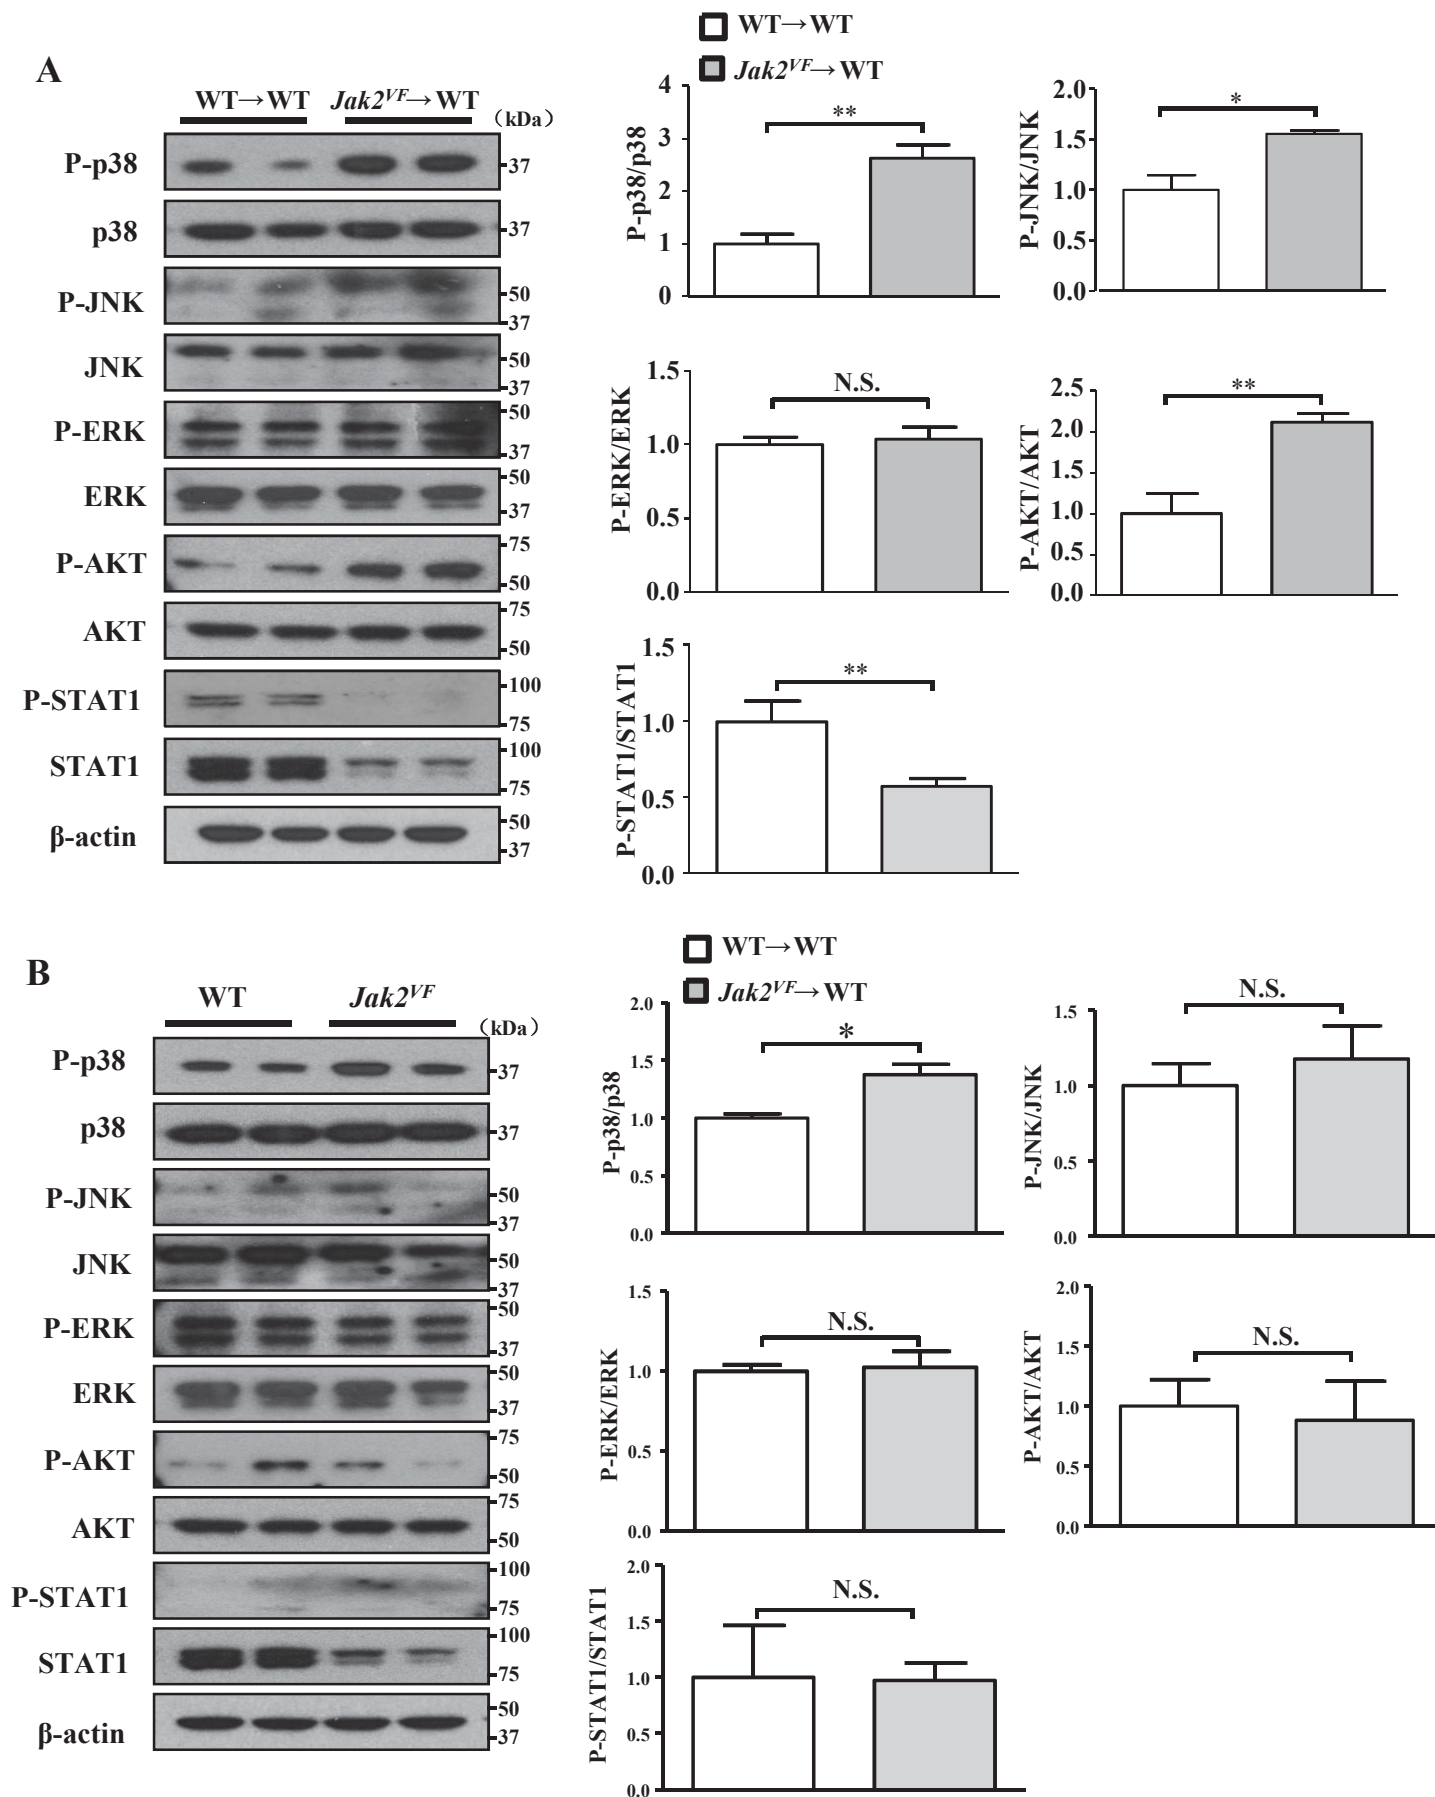 A
WT→WT Jak2VF→WT
(kDa)
P-p38
37
p38
37
P-JNK
50
37
JNK
50
37
P-ERK
50
37
ERK
50
37
P-AKT
75
50
AKT
75
50
P-STAT1
100
75
STAT1
100
75
β-actin
50
37
WT→WT
Jak2VF→WT
P-p38/p38
4
3
2
1
0
**
P-JNK/JNK
2.0
1.5
1.0
0.5
0.0
*
P-ERK/ERK
1.5
1.0
0.5
0.0
N.S.
P-AKT/AKT
2.5
2.0
1.5
1.0
0.5
0.0
**
P-STAT1/STAT1
1.5
1.0
0.5
0.0
**
B
WT Jak2VF
(kDa)
P-p38
37
p38
37
P-JNK
50
37
JNK
50
37
P-ERK
50
37
ERK
50
37
P-AKT
75
50
AKT
75
50
P-STAT1
100
75
STAT1
100
75
β-actin
50
37
WT→WT
Jak2VF→WT
P-p38/p38
2.0
1.5
1.0
0.5
0.0
*
P-JNK/JNK
1.5
1.0
0.5
0.0
N.S.
P-ERK/ERK
1.5
1.0
0.5
0.0
N.S.
P-AKT/AKT
2.0
1.5
1.0
0.5
0.0
N.S.
P-STAT1/STAT1
2.0
1.5
1.0
0.5
0.0
N.S.